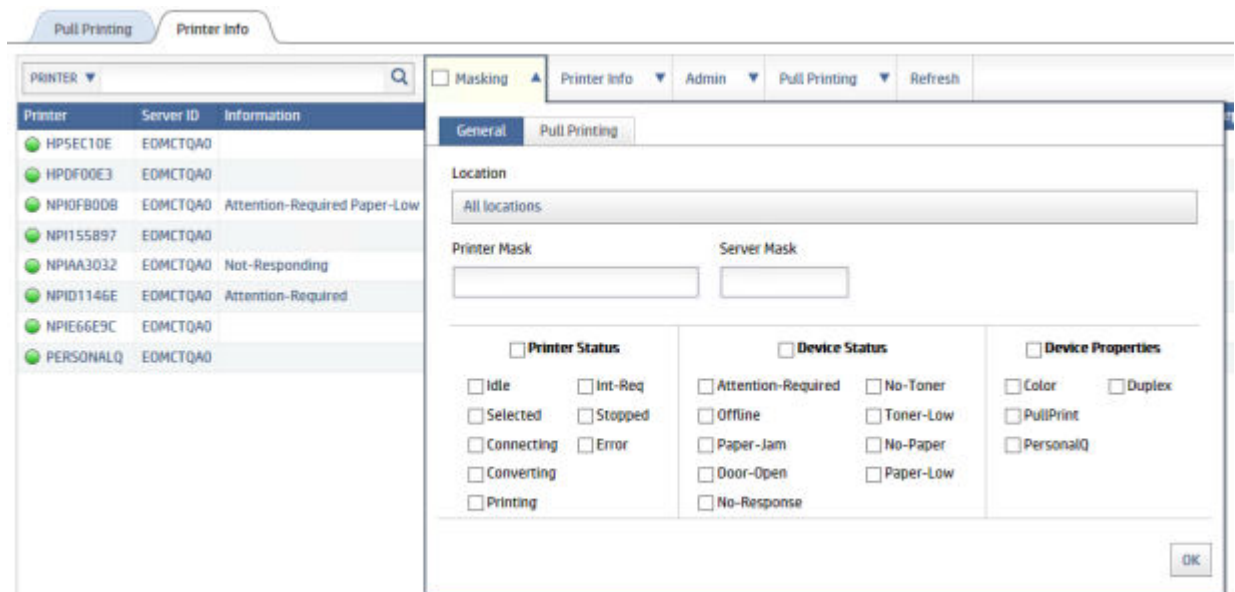 Pull Printing Printer Info
PRINTER Masking Printer Info Admin Pull Printing Refresh
Printer Server ID Information
HP5EC10E EOMCTQA0
HPDF00E3 EOMCTQA0
NPI0FB0DB EOMCTQA0 Attention-Required Paper-Low
NPI155897 EOMCTQA0
NPIAA3032 EOMCTQA0 Not-Responding
NPID1146E EOMCTQA0 Attention-Required
NPIE66E9C EOMCTQA0
PERSONALQ EOMCTQA0
General Pull Printing
Location
All locations
Printer Mask Server Mask
Printer Status Device Status Device Properties
Idle Int-Req Attention-Required No-Toner Color Duplex
Selected Stopped Offline Toner-Low PullPrint
Connecting Error Paper-Jam No-Paper PersonalQ
Converting Door-Open Paper-Low
Printing No-Response
OK